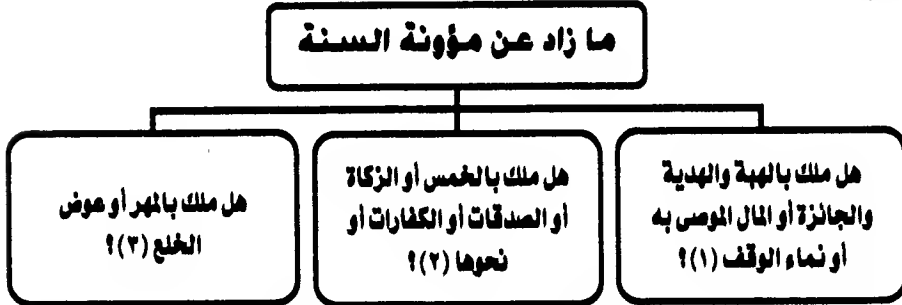 ما زاد عن مؤونة السنة
هل ملك بالهبة والهدية
والجائزة أو المال الموصى به
أو نماء الوقف (١)؟
هل ملك بالخمس أو الزكاة
أو الصدقات أو الكفارات أو
نحوها (٢)؟
هل ملك بالمهر أو عوض
الخلع (٣)؟